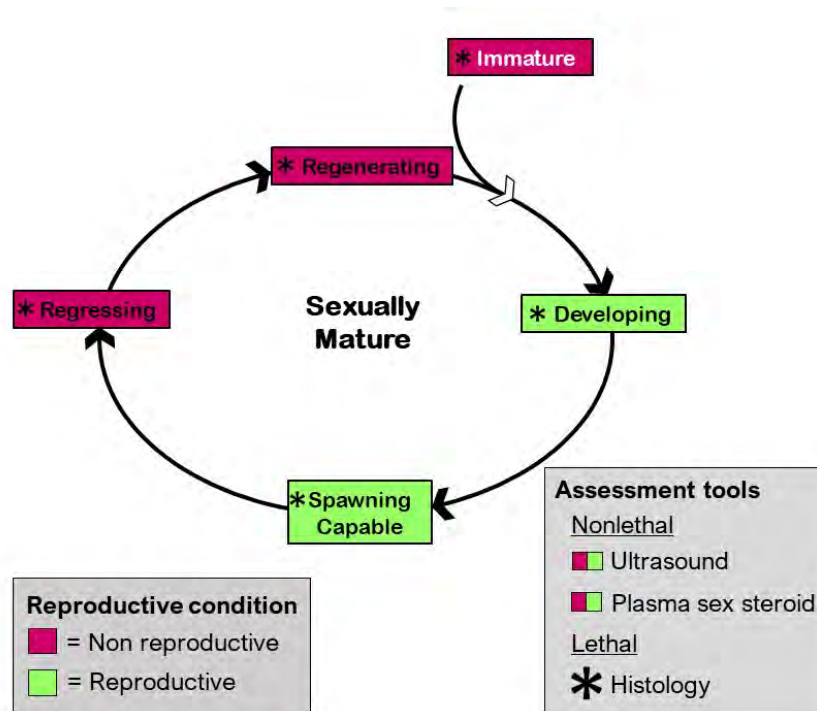 * Immature
* Regenerating
* Regressing
Sexually
Mature
* Developing
* Spawning
Capable
Assessment tools
Nonlethal
Ultrasound
Plasma sex steroid
Lethal
* Histology
Reproductive condition
= Non reproductive
= Reproductive